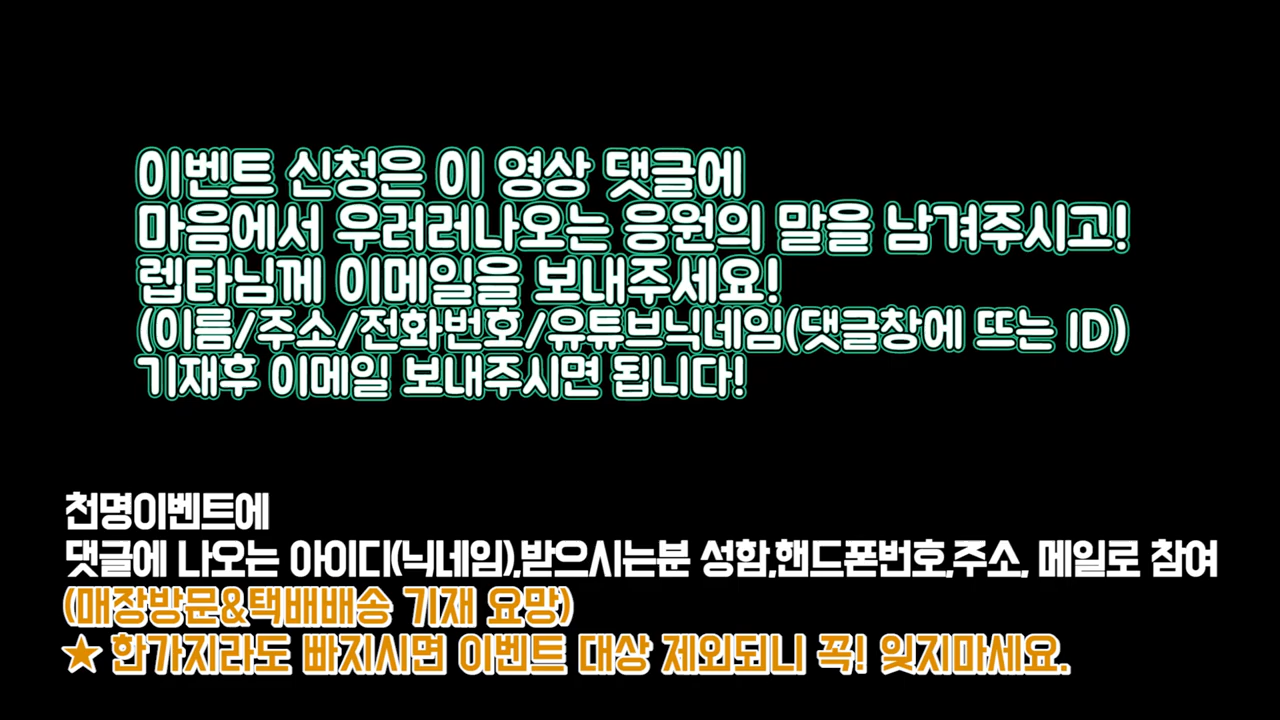 이벤트 신청은 이 영상 댓글에
마음에서 우러러나오는 응원의 말을 남겨주시고!
렙타님께 이메일을 보내주세요!
(이름/주소/전화번호/유튜브닉네임(댓글창에 뜨는 ID)
기재후 이메일 보내주시면 됩니다!
천명이벤트에
댓글에 나오는 아이디(닉네임),받으시는분 성함,핸드폰번호,주소, 메일로 참여
(매장방문&택배배송 기재 요망)
★ 한가지라도 빠지시면 이벤트 대상 제외되니 꼭! 잊지마세요.